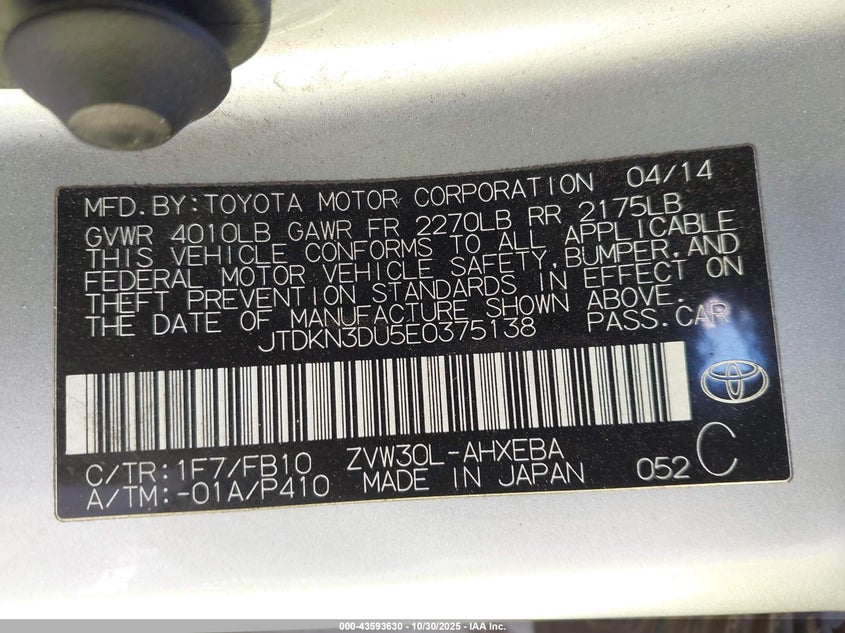 MFD.BY:TOYOTA MOTOR CORPORATION 04/14
GVWR 4010LB GAWR FR 2270LB RR 2175LB
THIS VEHICLE CONFORMS TO ALL APPLICABLE
FEDERAL MOTOR VEHICLE SAFETY,BUMPER,AND
THEFT PREVENTION STANDARDS IN EFFECT ON
THE DATE OF MANUFACTURE SHOWN ABOVE.
JTDKN3DU5E0375138 PASS.CAR
C/TR:1F7/FB10 ZVW30L-AHXEBA
A/TM:-01A/P410 MADE IN JAPAN 052 C
000-43593630 - 10/30/2025 - IAA Inc.